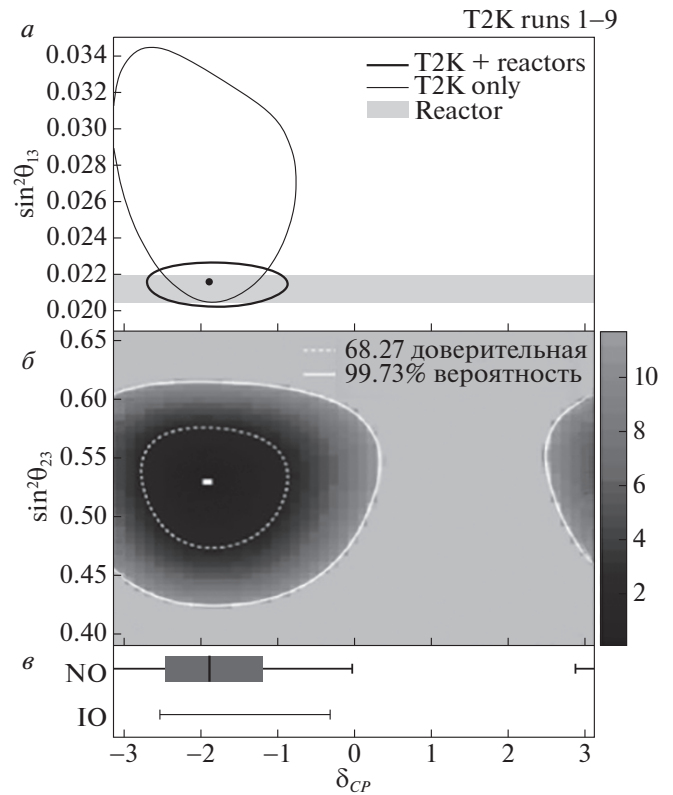 T2K runs 1–9
а
0.034
0.032
0.030
0.028
0.026
0.024
0.022
0.020
sin²θ₁₃
T2K + reactors
T2K only
Reactor
б
0.65
0.60
0.55
0.50
0.45
0.40
sin²θ₂₃
68.27 доверительная
99.73% вероятность
10
8
6
4
2
в
NO
IO
−3 −2 −1 0 1 2 3
δCP